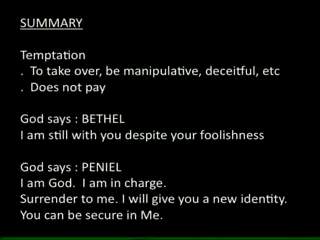 SUMMARY
Temptation
. To take over, be manipulative, deceitful, etc
. Does not pay
God says : BETHEL
I am still with you despite your foolishness
God says : PENIEL
I am God. I am in charge.
Surrender to me. I will give you a new identity.
You can be secure in Me.